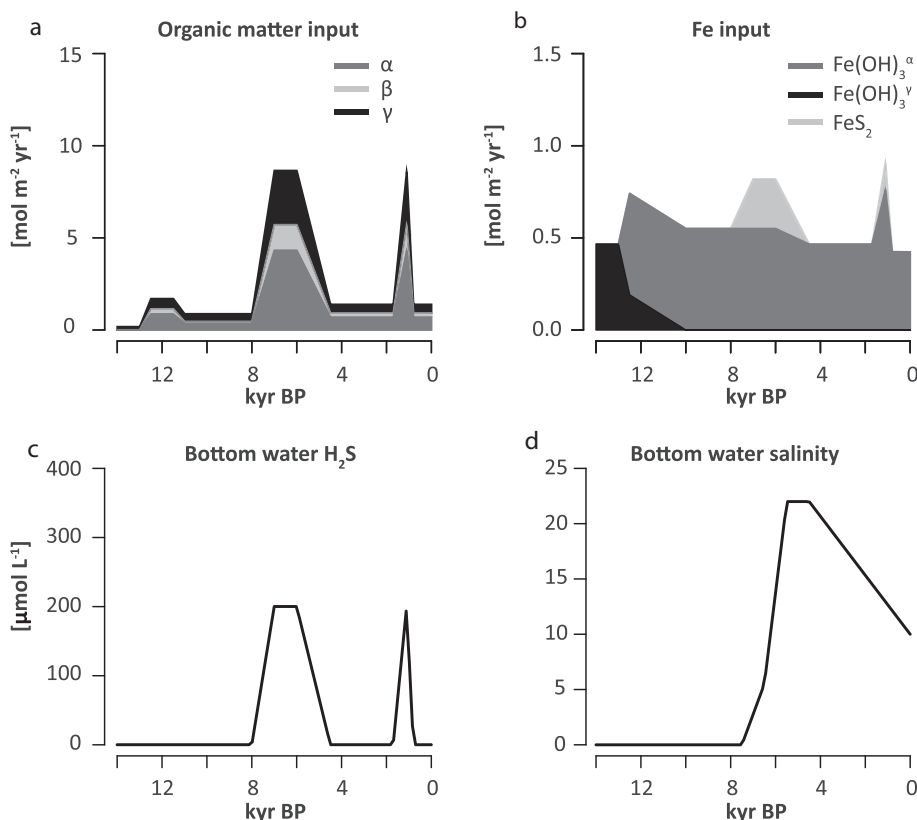 a
Organic matter input
15
10
5
0
[mol m⁻² yr⁻¹]
α
β
γ
12
8
4
0
kyr BP
b
Fe input
1.5
1.0
0.5
0.0
[mol m⁻² yr⁻¹]
Fe(OH)₃ᵅ
Fe(OH)₃ᵞ
FeS₂
12
8
4
0
kyr BP
c
Bottom water H₂S
400
300
200
100
0
[µmol L⁻¹]
12
8
4
0
kyr BP
d
Bottom water salinity
25
20
15
10
5
0
12
8
4
0
kyr BP